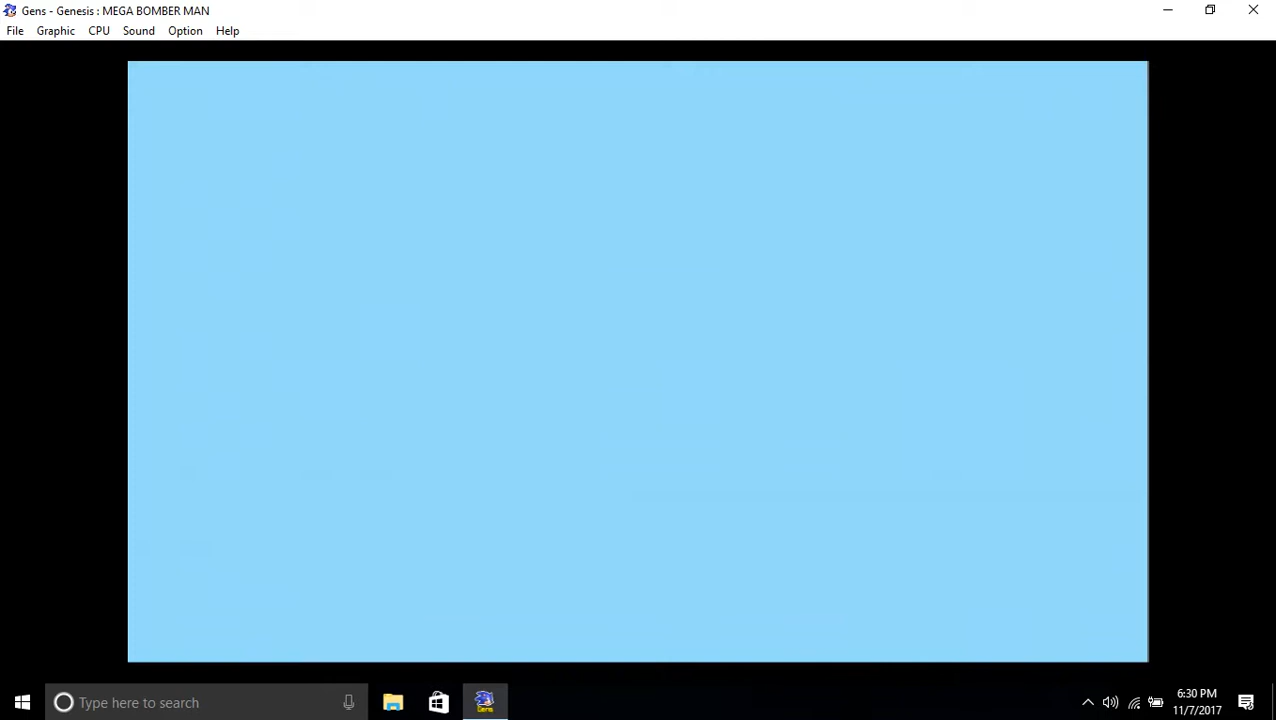 Gens - Genesis : MEGA BOMBER MAN
File Graphic CPU Sound Option Help
Type here to search
Gens
6:30 PM
11/7/2017